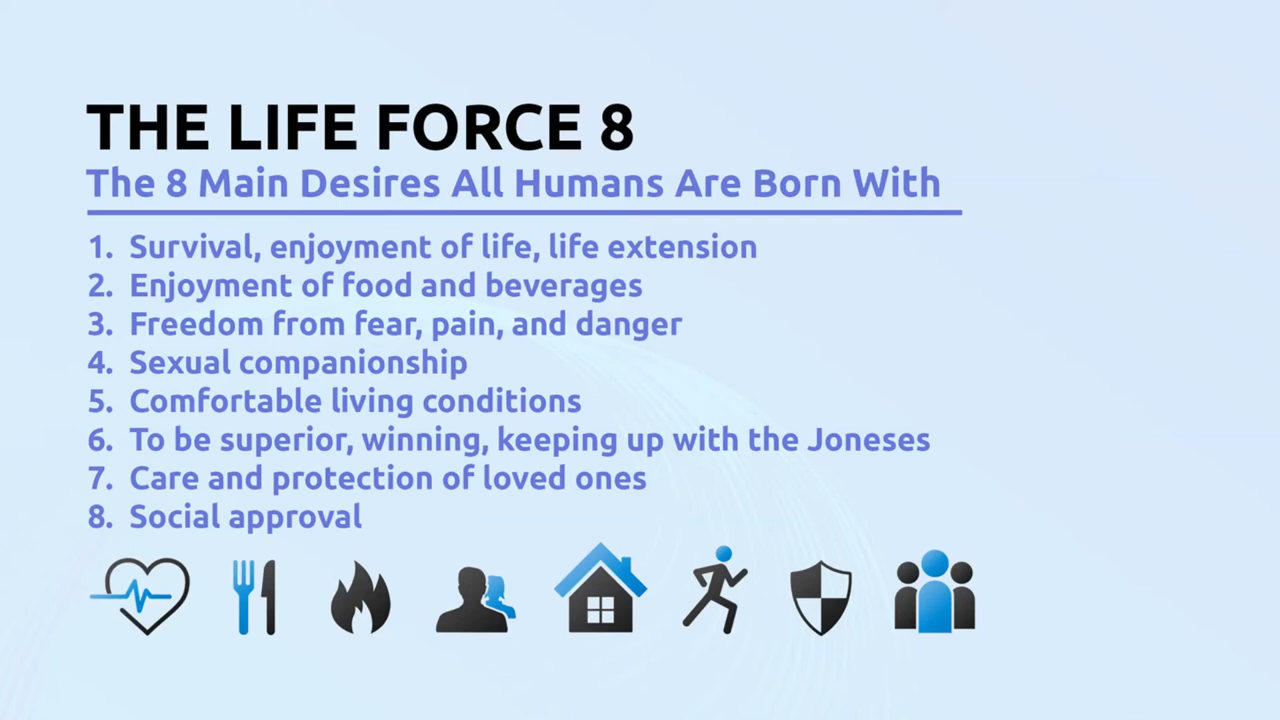 THE LIFE FORCE 8
The 8 Main Desires All Humans Are Born With
1. Survival, enjoyment of life, life extension
2. Enjoyment of food and beverages
3. Freedom from fear, pain, and danger
4. Sexual companionship
5. Comfortable living conditions
6. To be superior, winning, keeping up with the Joneses
7. Care and protection of loved ones
8. Social approval